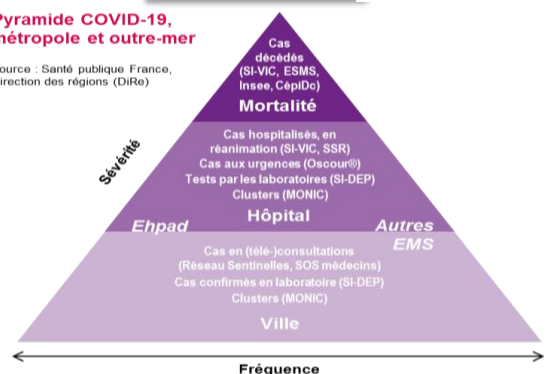 Pyramide COVID-19,
métropole et outre-mer
Source : Santé publique France,
Direction des régions (DiRe)
Cas
décédés
(SI-VIC, ESMS,
Insee, CépiDc)
Mortalité
Sévérité
Cas hospitalisés, en
réanimation (SI-VIC, SSR)
Cas aux urgences (Oscour®)
Tests par les laboratoires (SI-DEP)
Clusters (MONIC)
Hôpital
Ehpad
Autres
EMS
Cas en (télé-)consultations
(Réseau Sentinelles, SOS médecins)
Cas confirmés en laboratoire (SI-DEP)
Clusters (MONIC)
Ville
Fréquence